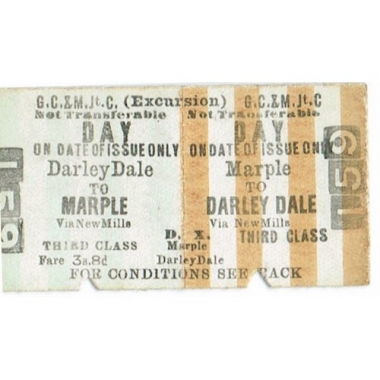 G.C.&M.Jt.C. (Excursion) G.C.&M.Jt.C
Not Transferable Not Transferable
DAY DAY
ON DATE OF ISSUE ONLY ON DATE OF ISSUE ONLY
Darley Dale Marple
TO TO
MARPLE DARLEY DALE
Via New Mills Via New Mills
D. X.
THIRD CLASS Marple THIRD CLASS
Fare 3s.8d Darley Dale
FOR CONDITIONS SEE BACK
159
159